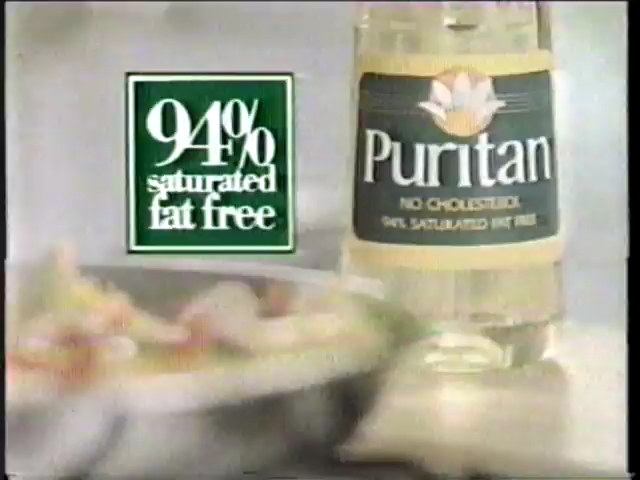 94%
saturated
fat free
Puritan
NO CHOLESTEROL
94% SATURATED FAT FREE